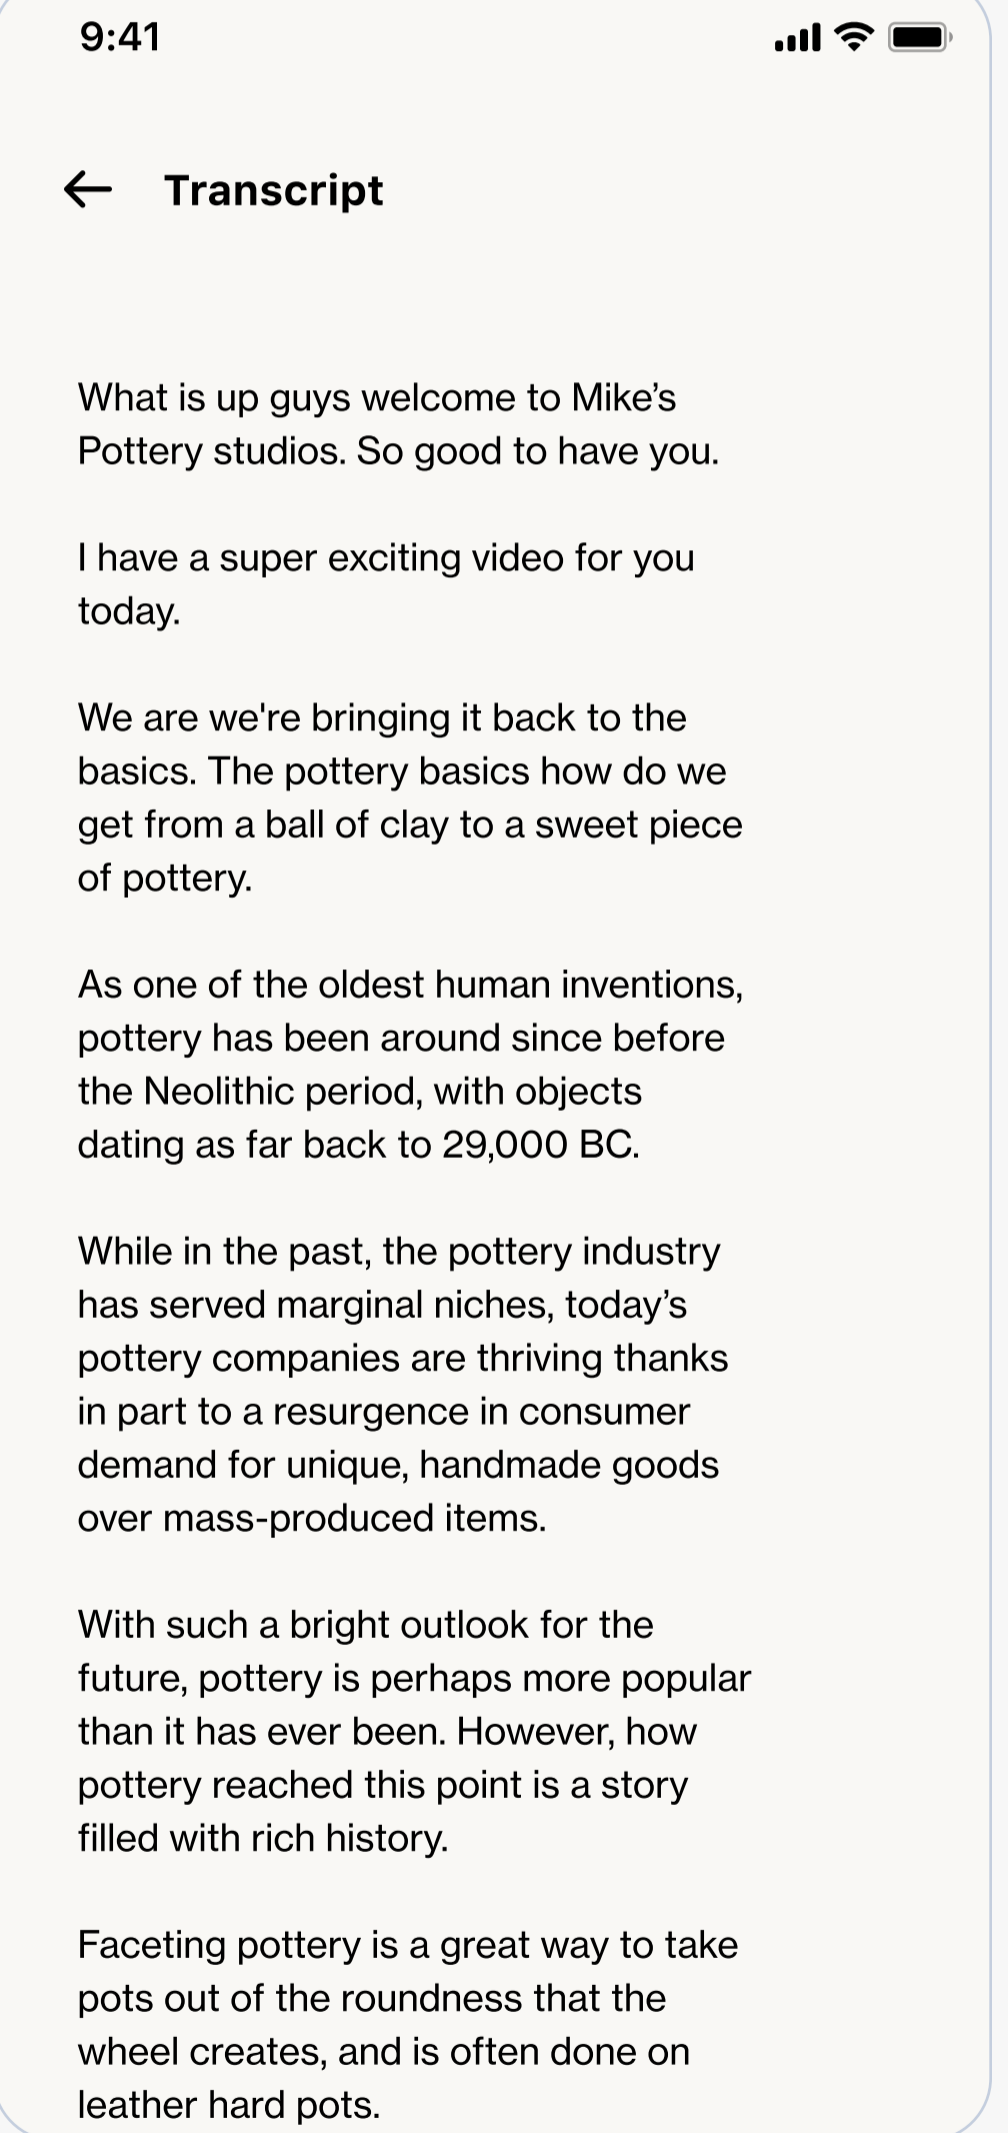 9:41
Transcript
What is up guys welcome to Mike’s
Pottery studios. So good to have you.
I have a super exciting video for you
today.
We are we're bringing it back to the
basics. The pottery basics how do we
get from a ball of clay to a sweet piece
of pottery.
As one of the oldest human inventions,
pottery has been around since before
the Neolithic period, with objects
dating as far back to 29,000 BC.
While in the past, the pottery industry
has served marginal niches, today’s
pottery companies are thriving thanks
in part to a resurgence in consumer
demand for unique, handmade goods
over mass-produced items.
With such a bright outlook for the
future, pottery is perhaps more popular
than it has ever been. However, how
pottery reached this point is a story
filled with rich history.
Faceting pottery is a great way to take
pots out of the roundness that the
wheel creates, and is often done on
leather hard pots.